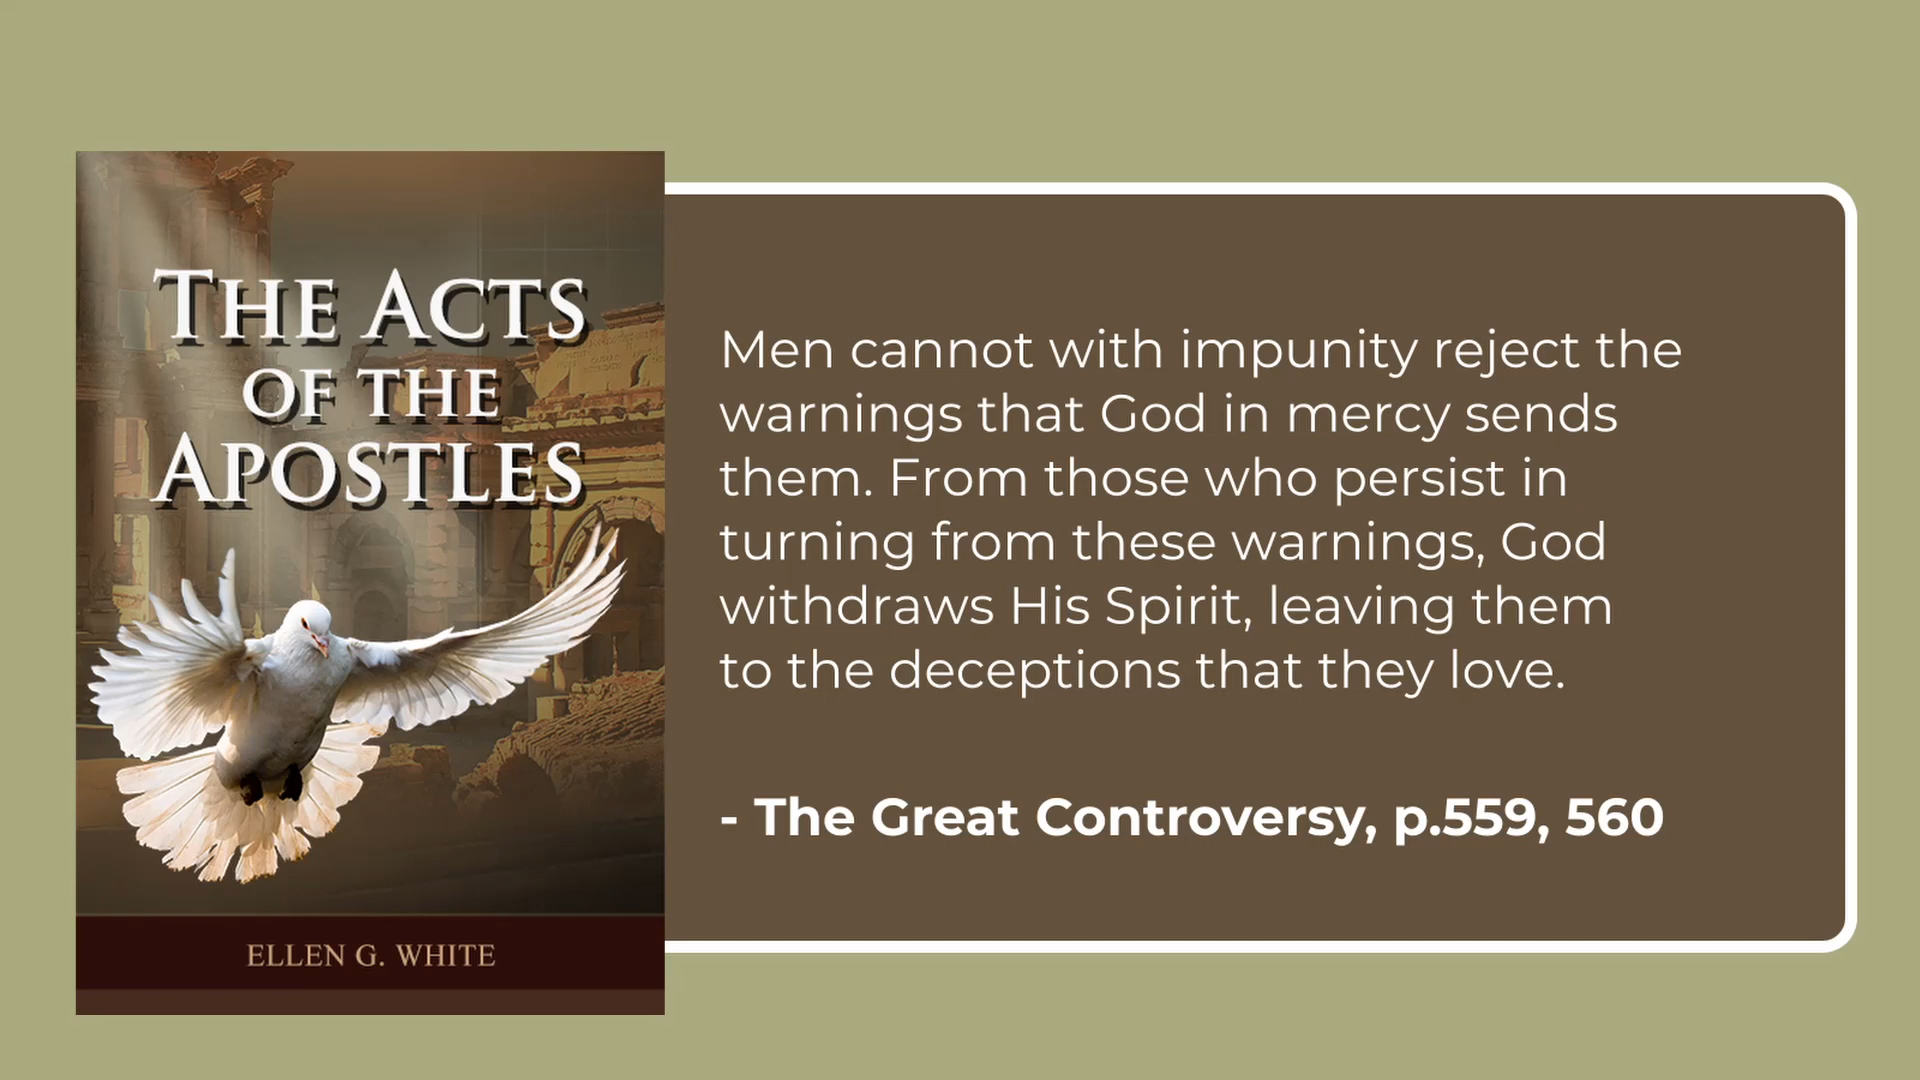 THE ACTS
OF THE
APOSTLES
ELLEN G. WHITE
Men cannot with impunity reject the
warnings that God in mercy sends
them. From those who persist in
turning from these warnings, God
withdraws His Spirit, leaving them
to the deceptions that they love.
- The Great Controversy, p.559, 560